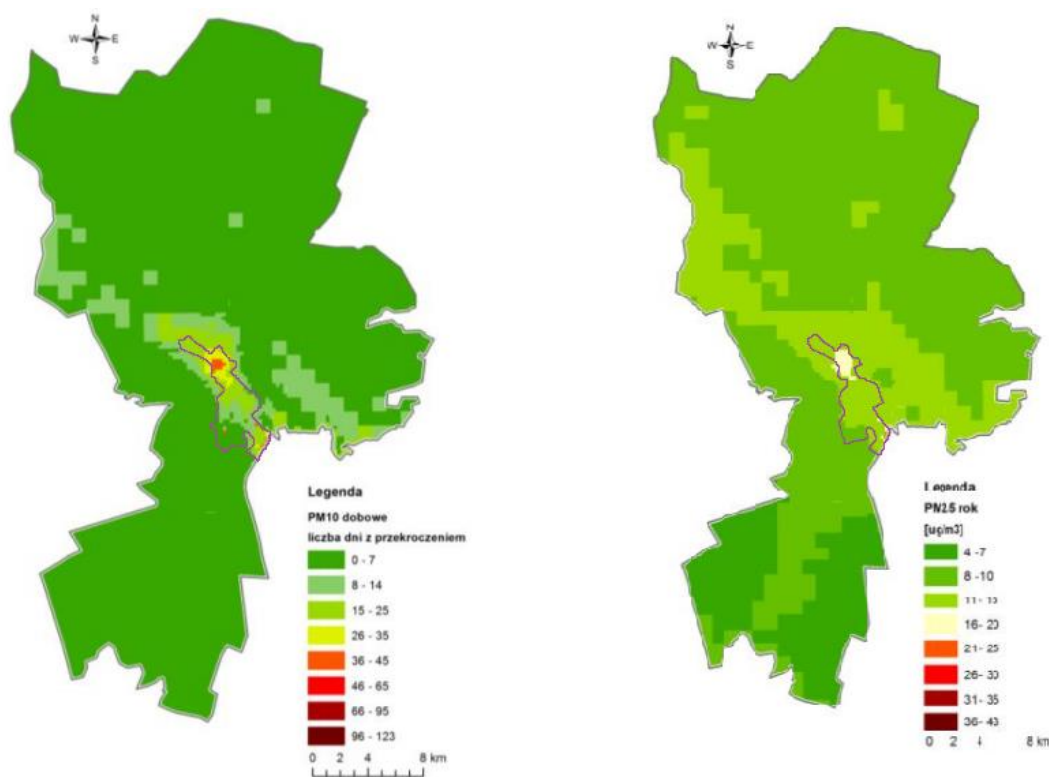 N
W E
S
Legenda
PM10 dobowe
liczba dni z przekroczeniem
0 - 7
8 - 14
15 - 25
26 - 35
36 - 45
46 - 65
66 - 95
96 - 123
0 2 4 8 km
N
W E
S
Legenda
PM2.5 rok
[ug/m3]
4 - 7
8 - 10
16 - 20
21 - 25
26 - 30
31 - 35
0 2 8 km